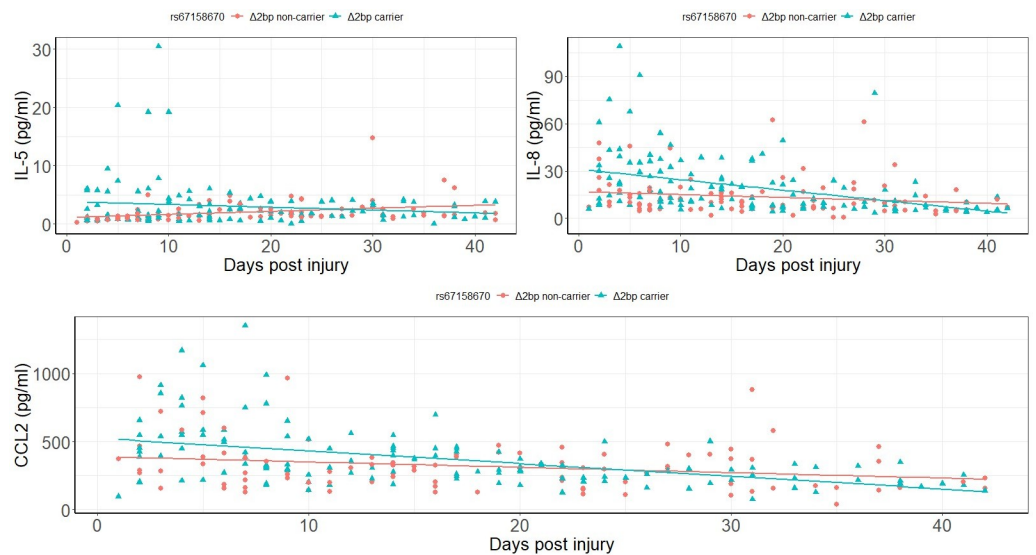 rs67158670 Δ2bp non-carrier Δ2bp carrier
30
20
10
0
IL-5 (pg/ml)
0 10 20 30 40
Days post injury
rs67158670 Δ2bp non-carrier Δ2bp carrier
90
60
30
0
IL-8 (pg/ml)
0 10 20 30 40
Days post injury
rs67158670 Δ2bp non-carrier Δ2bp carrier
1000
500
0
CCL2 (pg/ml)
0 10 20 30 40
Days post injury